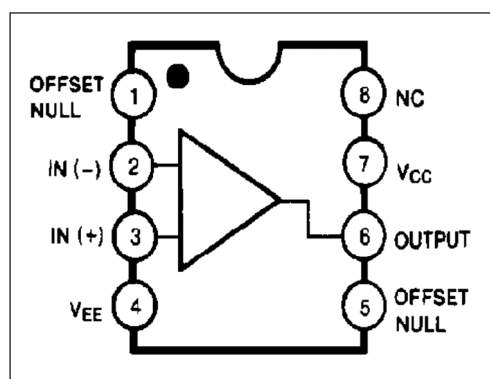 OFFSET
NULL
1
8
NC
IN (−)
2
7
VCC
IN (+)
3
6
OUTPUT
VEE
4
5
OFFSET
NULL